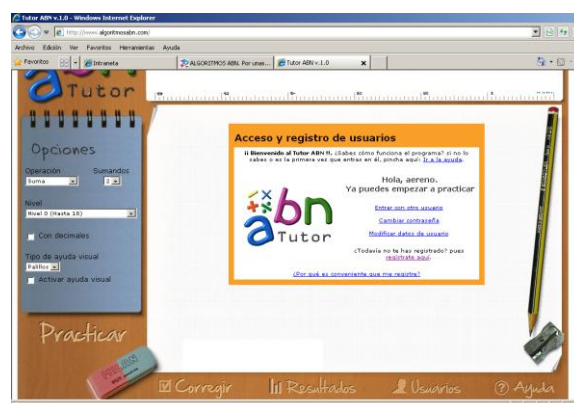 Tutor ABN v.1.0 - Windows Internet Explorer
http://www.algoritmosabn.com/
Archivo Edición Ver Favoritos Herramientas Ayuda
Favoritos Intraneta ALGORITMOS ABN. Por unas... Tutor ABN v.1.0
abn
Tutor
Opciones
Operación Sumandos
Suma 2
Nivel
Nivel 0 (Hasta 18)
Con decimales
Tipo de ayuda visual
Palillos
Activar ayuda visual
Practicar
Acceso y registro de usuarios
¡¡ Bienvenido al Tutor ABN !!. ¿Sabes cómo funciona el programa? si no lo
sabes o es la primera vez que entras en él, pincha aquí: Ir a la ayuda.
abn
Tutor
Hola, aereno.
Ya puedes empezar a practicar
Entrar con otro usuario
Cambiar contraseña
Modificar datos de usuario
¿Todavía no te has registrado? pues
regístrate aquí.
¿Por qué es conveniente que me registre?
Corregir Resultados Usuarios Ayuda